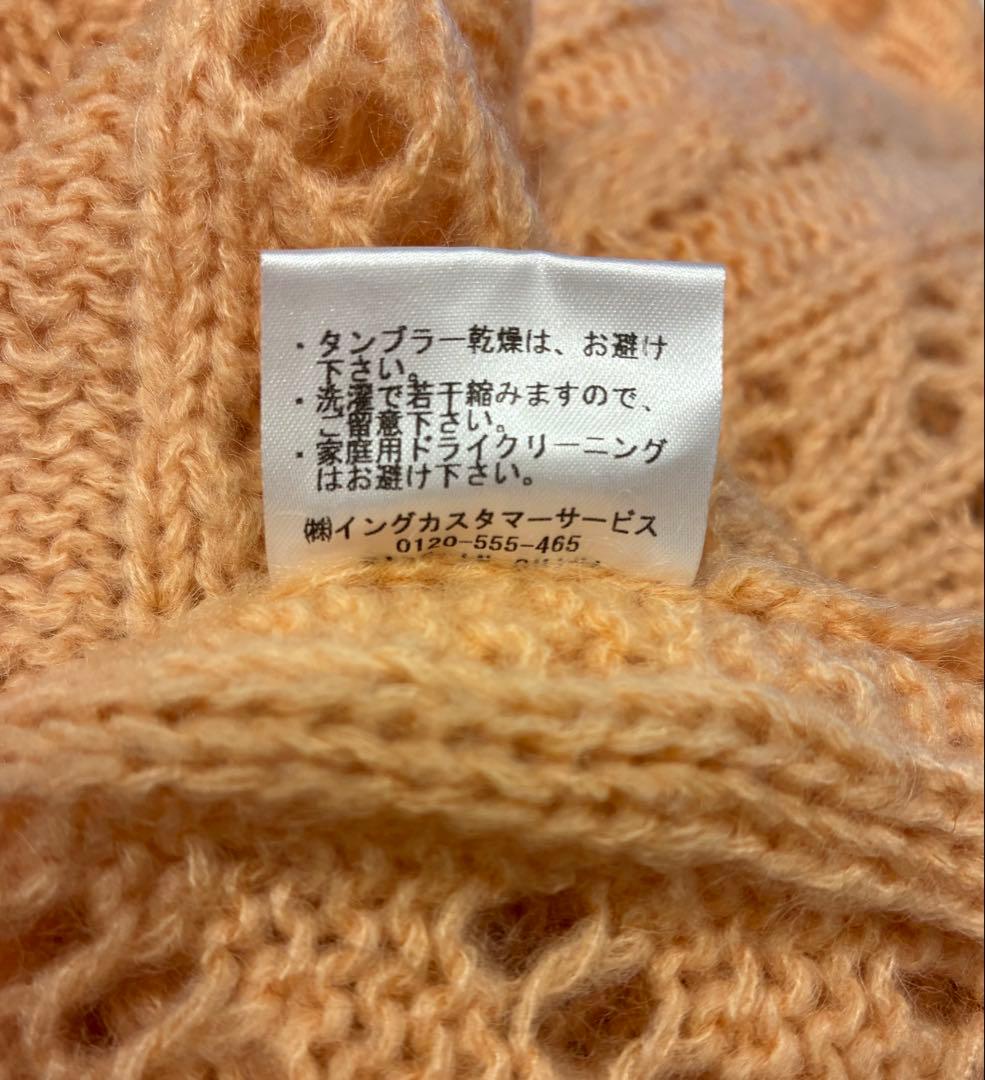 ・タンブラー乾燥は、お避け
下さい。
・洗濯で若干縮みますので、
ご留意下さい。
・家庭用ドライクリーニング
はお避け下さい。
㈱イングカスタマーサービス
0120-555-465